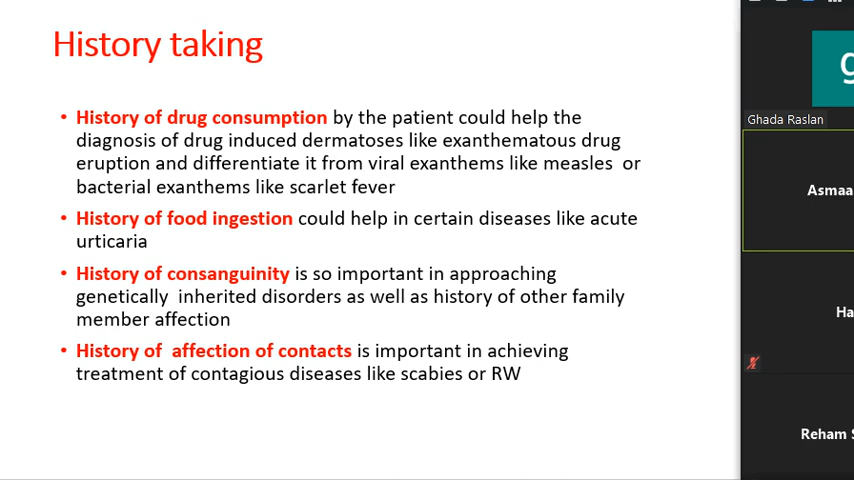 History taking
• History of drug consumption by the patient could help the
diagnosis of drug induced dermatoses like exanthematous drug
eruption and differentiate it from viral exanthems like measles or
bacterial exanthems like scarlet fever
• History of food ingestion could help in certain diseases like acute
urticaria
• History of consanguinity is so important in approaching
genetically inherited disorders as well as history of other family
member affection
• History of affection of contacts is important in achieving
treatment of contagious diseases like scabies or RW
g
Ghada Raslan
Asmaa
Ha
Reham S